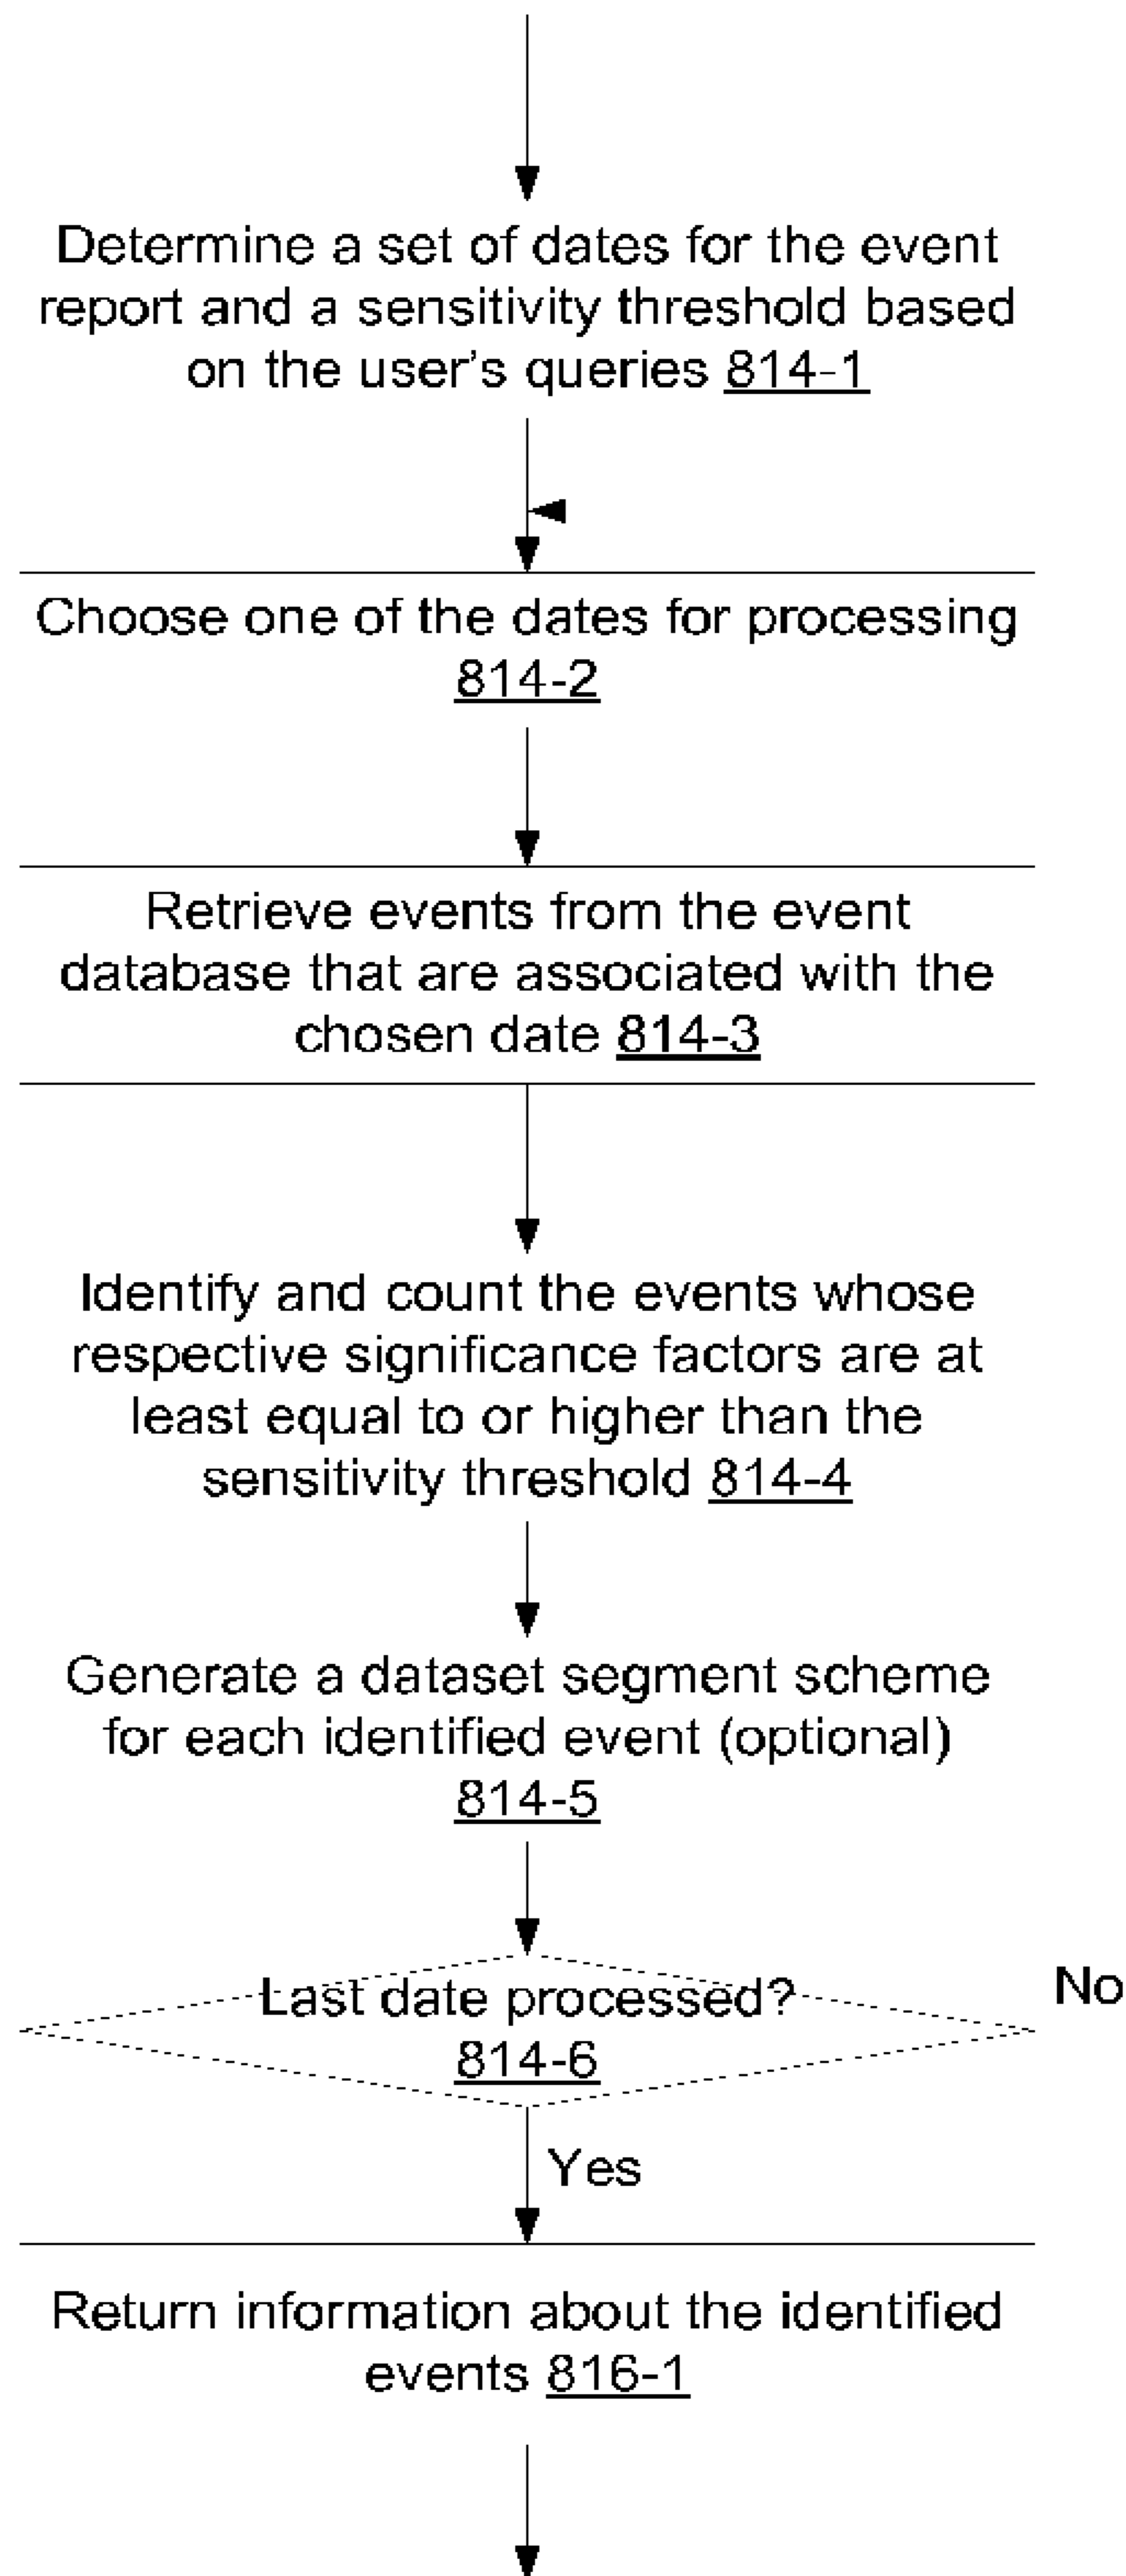 Determine a set of dates for the event
report and a sensitivity threshold based
on the user's queries 814-1
Choose one of the dates for processing
814-2
Retrieve events from the event
database that are associated with the
chosen date 814-3
Identify and count the events whose
respective significance factors are at
least equal to or higher than the
sensitivity threshold 814-4
Generate a dataset segment scheme
for each identified event (optional)
814-5
Last date processed?
814-6
No
Yes
Return information about the identified
events 816-1